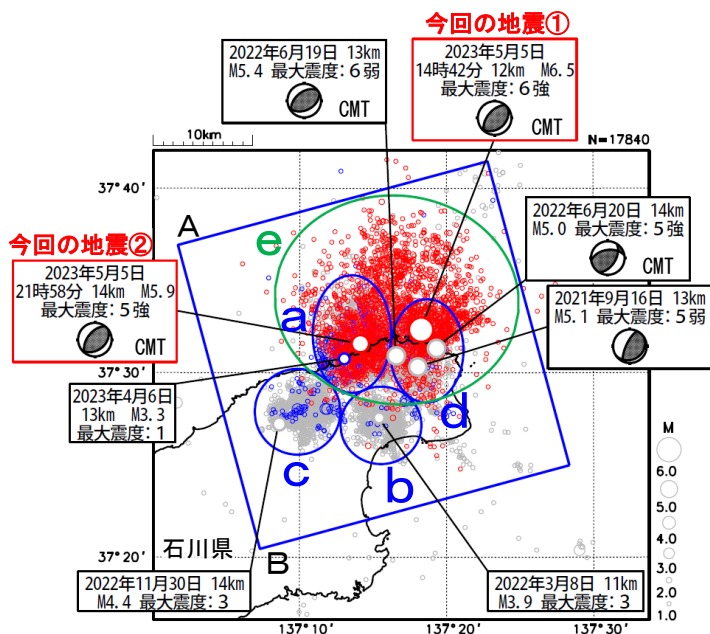 今回の地震①
2022年6月19日 13km
M5.4 最大震度：6弱
CMT
2023年5月5日
14時42分 12km M6.5
最大震度：6強
CMT
10km
N=17840
37°40′
A
e
2022年6月20日 14km
M5.0 最大震度：5強
CMT
今回の地震②
2023年5月5日
21時58分 14km M5.9
最大震度：5強
CMT
2021年9月16日 13km
M5.1 最大震度：5弱
a
37°30′
2023年4月6日
13km M3.3
最大震度：1
d
c
b
M
6.0
5.0
4.0
3.0
2.0
1.0
37°20′
石川県
B
2022年11月30日 14km
M4.4 最大震度：3
2022年3月8日 11km
M3.9 最大震度：3
137°10′
137°20′
137°30′